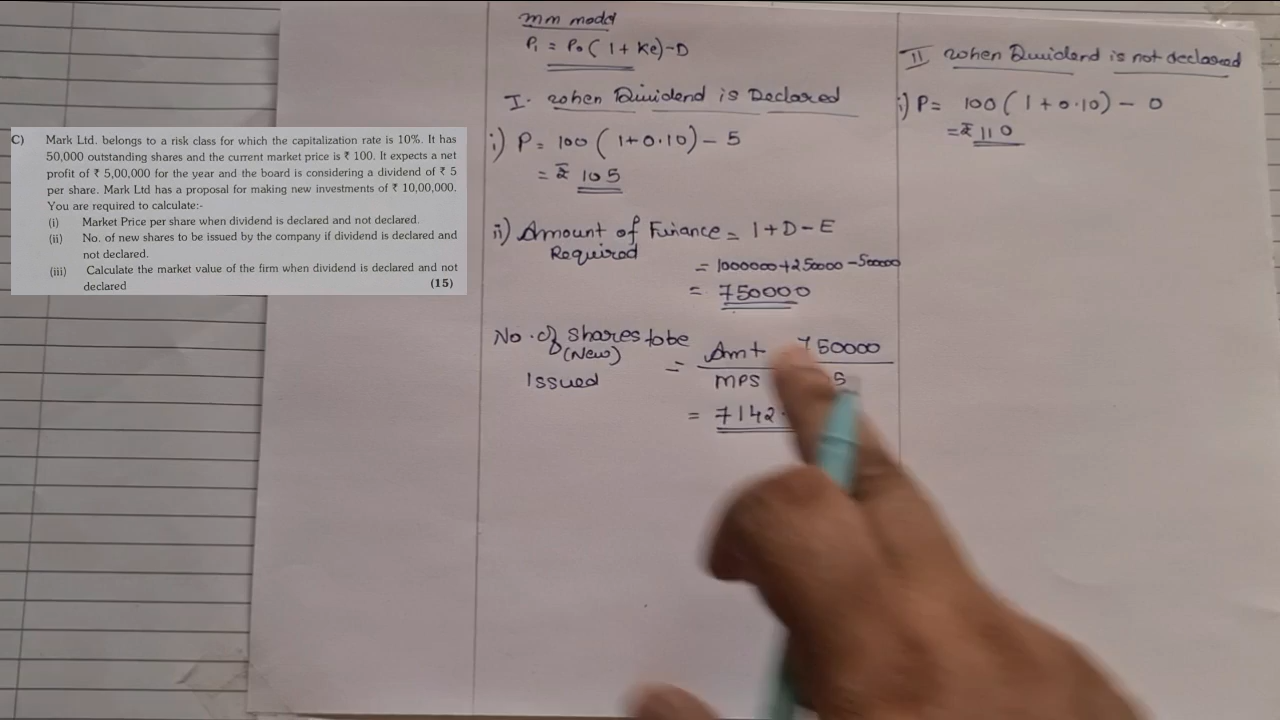 C) Mark Ltd. belongs to a risk class for which the capitalization rate is 10%. It has
50,000 outstanding shares and the current market price is ₹ 100. It expects a net
profit of ₹ 5,00,000 for the year and the board is considering a dividend of ₹ 5
per share. Mark Ltd has a proposal for making new investments of ₹ 10,00,000.
You are required to calculate:-
(i) Market Price per share when dividend is declared and not declared.
(ii) No. of new shares to be issued by the company if dividend is declared and
not declared.
(iii) Calculate the market value of the firm when dividend is declared and not
declared (15)
mm model
P₁ = P₀ ( 1 + Ke) - D
I. when Dividend is Declared
i) P = 100 ( 1+0.10) - 5
= ₹ 105
ii) Amount of Finance = I + D - E
Required
= 1000000+250000-500000
= 750000
No. of shares to be
(New)
Issued
= Amt 750000
MPS 5
= 7142.
II when Dividend is not declared
i) P = 100 ( 1 + 0.10) - 0
= ₹ 110